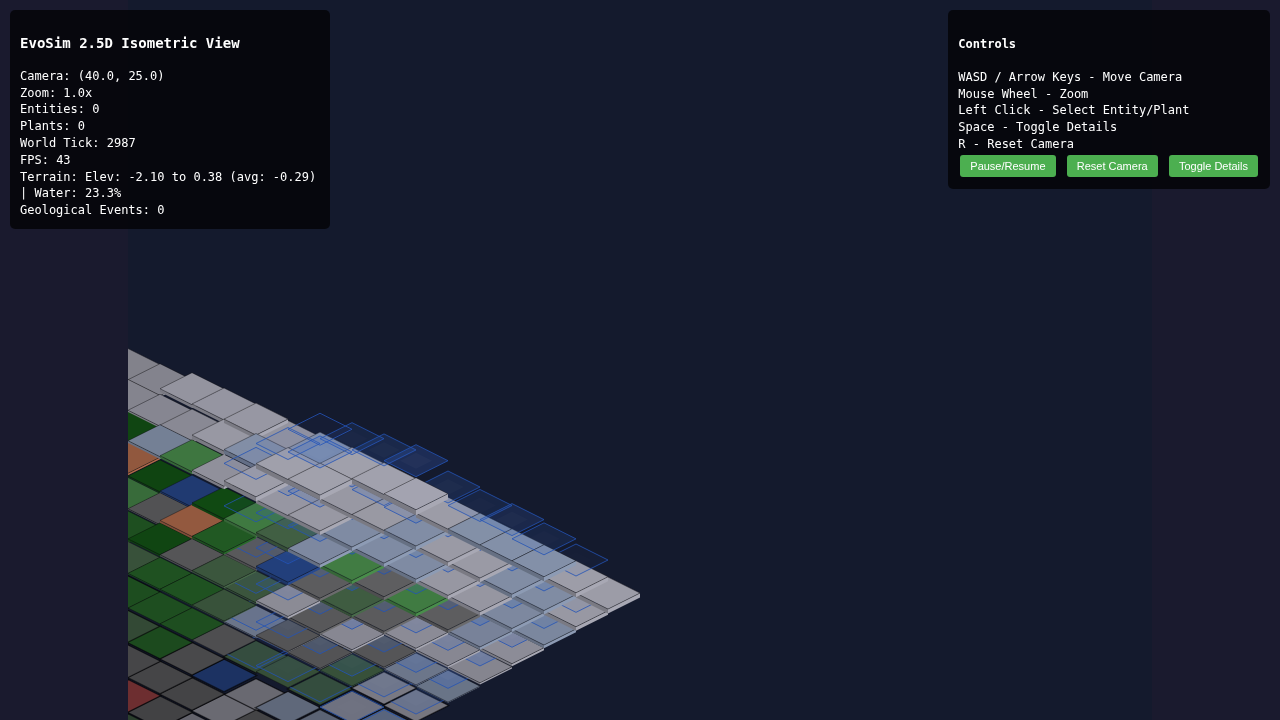 EvoSim 2.5D Isometric View
Camera: (40.0, 25.0)
Zoom: 1.0x
Entities: 0
Plants: 0
World Tick: 2987
FPS: 43
Terrain: Elev: -2.10 to 0.38 (avg: -0.29)
| Water: 23.3%
Geological Events: 0
Controls
WASD / Arrow Keys - Move Camera
Mouse Wheel - Zoom
Left Click - Select Entity/Plant
Space - Toggle Details
R - Reset Camera
Pause/Resume Reset Camera Toggle Details